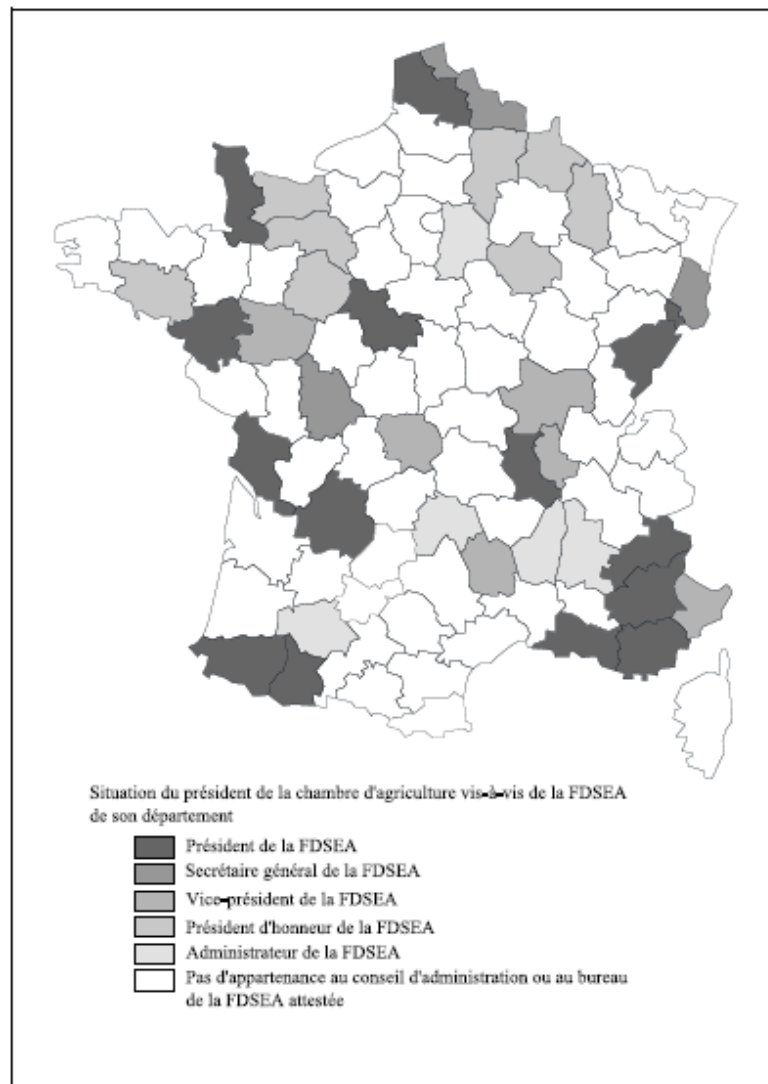 Situation du président de la chambre d'agriculture vis-à-vis de la FDSEA
de son département
Président de la FDSEA
Secrétaire général de la FDSEA
Vice-président de la FDSEA
Président d'honneur de la FDSEA
Administrateur de la FDSEA
Pas d'appartenance au conseil d'administration ou au bureau
de la FDSEA attestée